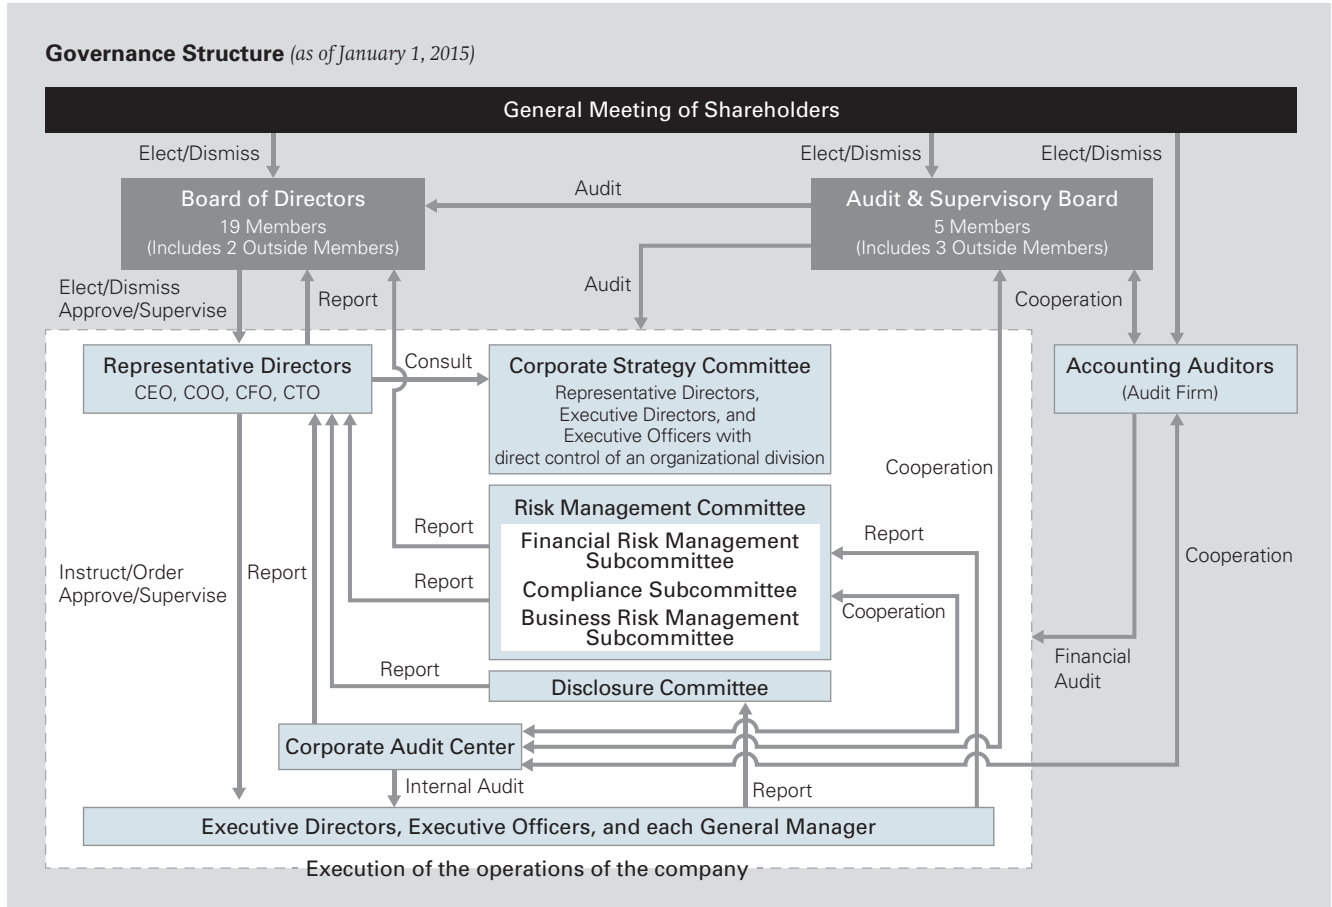 Governance Structure (as of January 1, 2015)
General Meeting of Shareholders
Elect/Dismiss
Elect/Dismiss
Elect/Dismiss
Board of Directors
19 Members
(Includes 2 Outside Members)
Audit
Audit & Supervisory Board
5 Members
(Includes 3 Outside Members)
Elect/Dismiss
Approve/Supervise
Report
Audit
Cooperation
Representative Directors
CEO, COO, CFO, CTO
Consult
Corporate Strategy Committee
Representative Directors,
Executive Directors, and
Executive Officers with
direct control of an organizational division
Accounting Auditors
(Audit Firm)
Cooperation
Risk Management Committee
Financial Risk Management
Subcommittee
Compliance Subcommittee
Business Risk Management
Subcommittee
Report
Report
Report
Cooperation
Cooperation
Instruct/Order
Approve/Supervise
Report
Financial
Audit
Report
Disclosure Committee
Corporate Audit Center
Internal Audit
Report
Executive Directors, Executive Officers, and each General Manager
Execution of the operations of the company